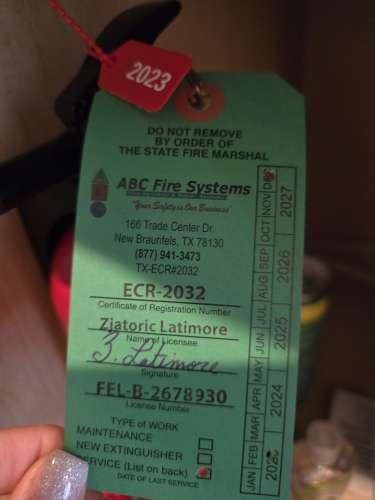 2023
DO NOT REMOVE
BY ORDER OF
THE STATE FIRE MARSHAL
ABC Fire Systems
"Your Safety is Our Business"
166 Trade Center Dr.
New Braunfels, TX 78130
(877) 941-3473
TX-ECR#2032
ECR-2032
Certificate of Registration Number
Zjatoric Latimore
Name of Licensee
Z. Latimore
Signature
FEL-B-2678930
License Number
TYPE OF WORK
MAINTENANCE
NEW EXTINGUISHER
SERVICE (List on back)
DATE OF LAST SERVICE
JAN FEB MAR APR MAY JUN JUL AUG SEP OCT NOV DEC
2024 2025 2026 2027